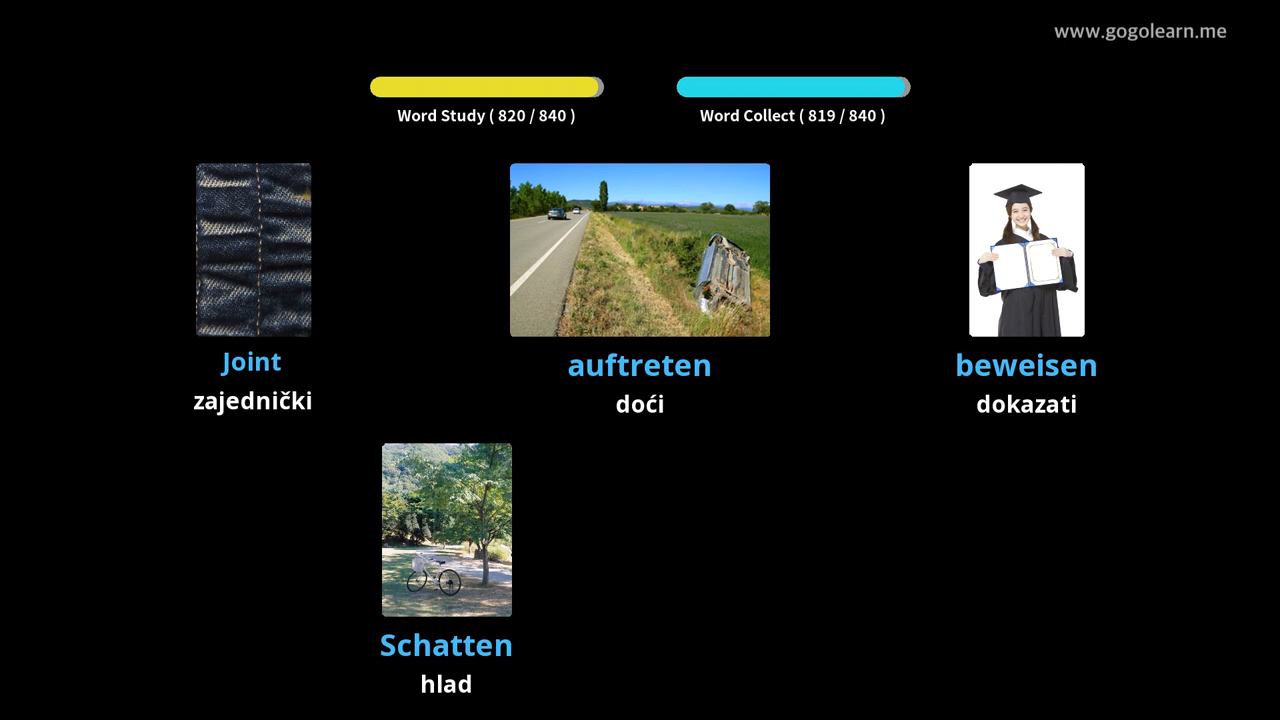 www.gogolearn.me
Word Study ( 820 / 840 )
Word Collect ( 819 / 840 )
Joint
zajednički
auftreten
doći
beweisen
dokazati
Schatten
hlad